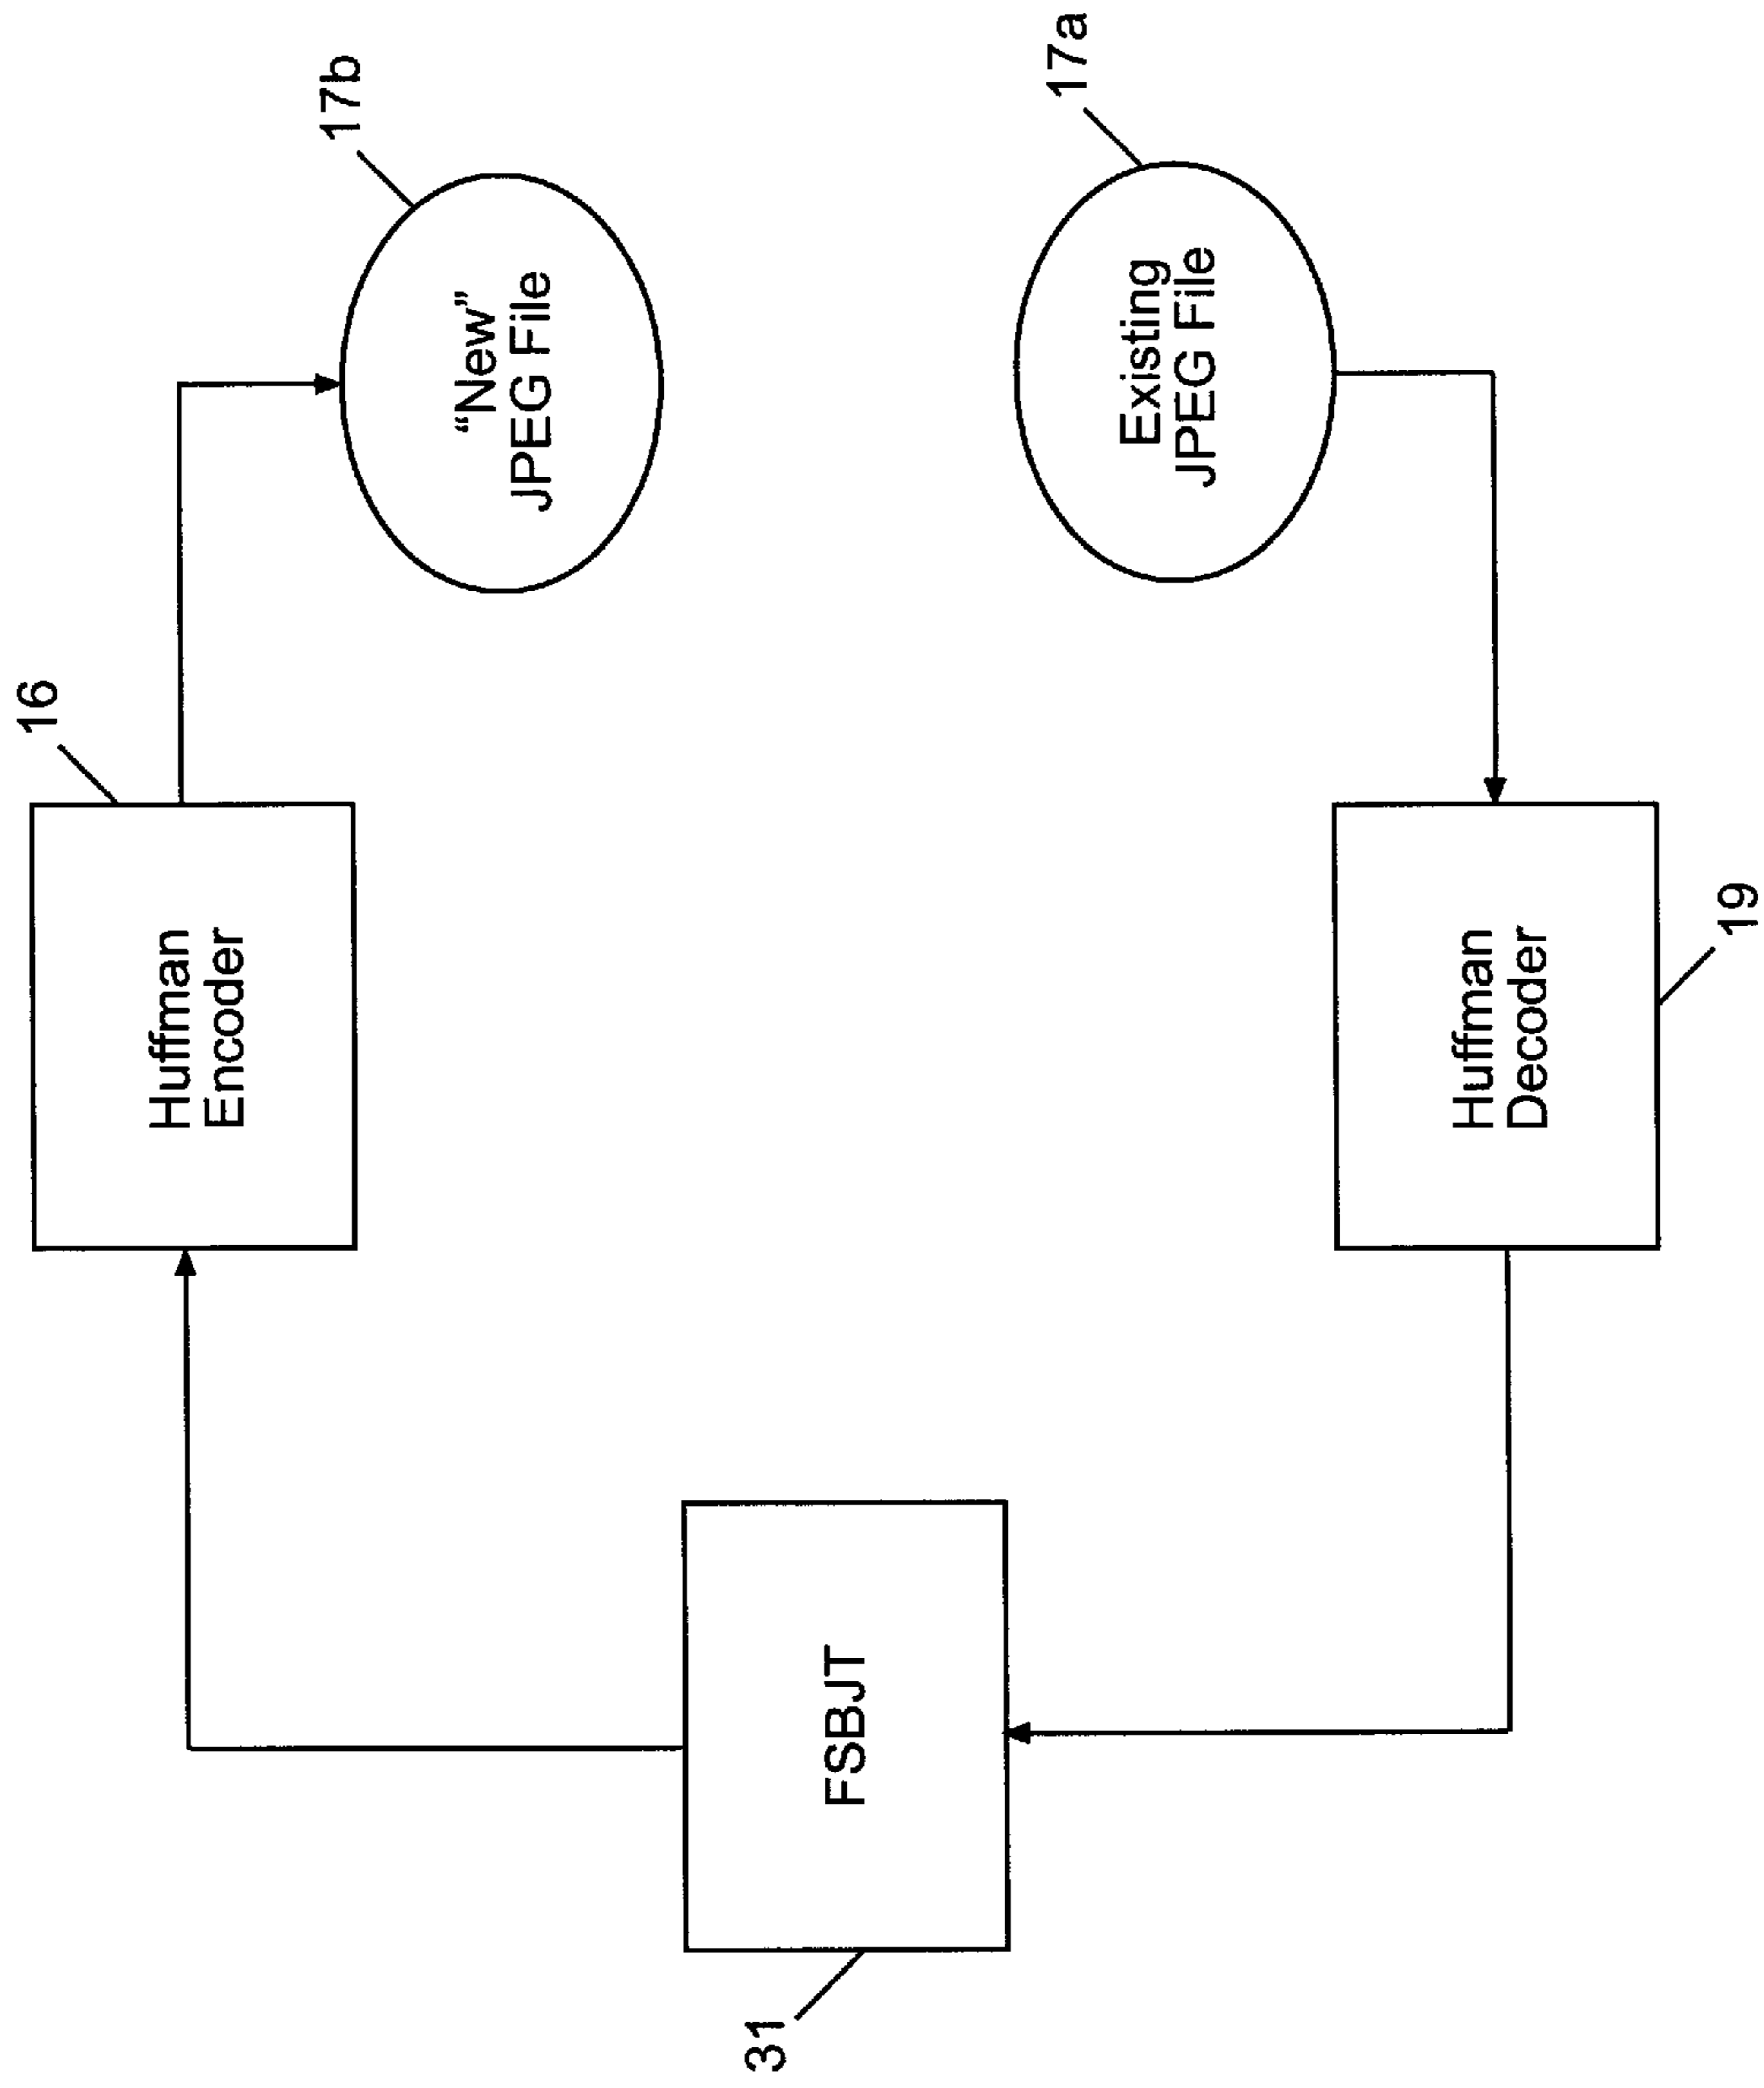 31
FSBJT
16
Huffman
Encoder
17b
“New”
JPEG File
19
Huffman
Decoder
17a
Existing
JPEG File